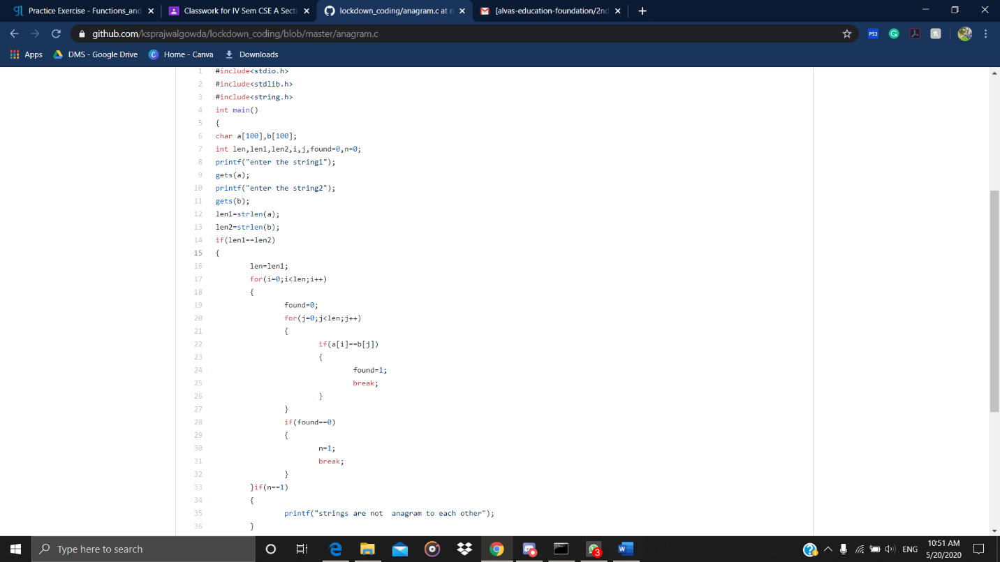 Practice Exercise - Functions_and
Classwork for IV Sem CSE A Secti
lockdown_coding/anagram.c at m
[alvas-education-foundation/2nd
github.com/ksprajwalgowda/lockdown_coding/blob/master/anagram.c
PS2
Apps
DMS - Google Drive
Home - Canva
Downloads
1 #include<stdio.h>
2 #include<stdlib.h>
3 #include<string.h>
4 int main()
5 {
6 char a[100],b[100];
7 int len,len1,len2,i,j,found=0,n=0;
8 printf("enter the string1");
9 gets(a);
10 printf("enter the string2");
11 gets(b);
12 len1=strlen(a);
13 len2=strlen(b);
14 if(len1==len2)
15 {
16 len=len1;
17 for(i=0;i<len;i++)
18 {
19 found=0;
20 for(j=0;j<len;j++)
21 {
22 if(a[i]==b[j])
23 {
24 found=1;
25 break;
26 }
27 }
28 if(found==0)
29 {
30 n=1;
31 break;
32 }
33 }if(n==1)
34 {
35 printf("strings are not  anagram to each other");
36 }
Type here to search
3
ENG
10:51 AM
5/20/2020